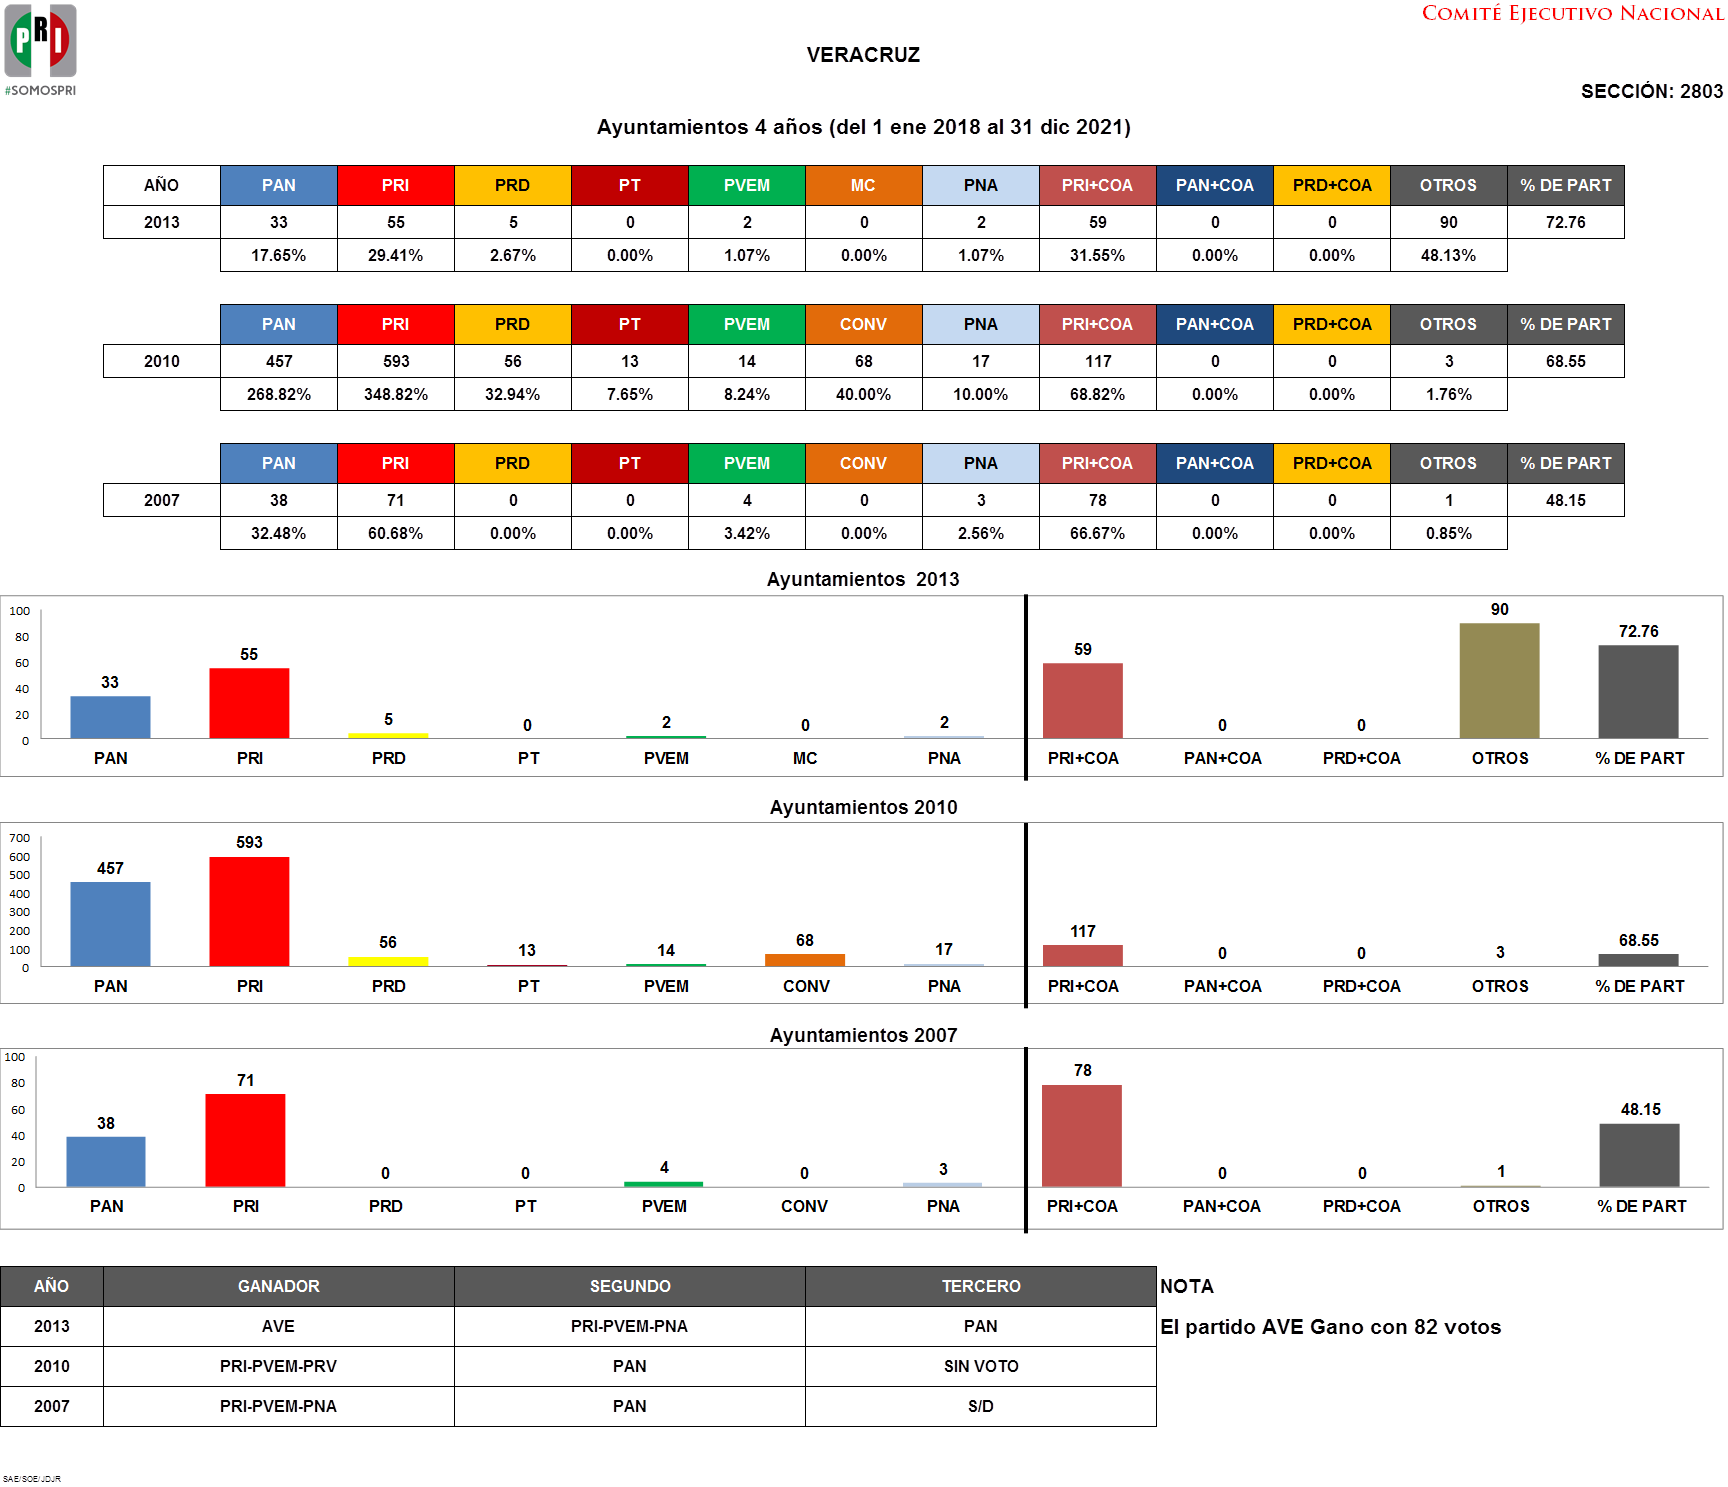 PRI
#SOMOSPRI
COMITÉ EJECUTIVO NACIONAL
VERACRUZ
SECCIÓN: 2803
Ayuntamientos 4 años (del 1 ene 2018 al 31 dic 2021)
AÑO PAN PRI PRD PT PVEM MC PNA PRI+COA PAN+COA PRD+COA OTROS % DE PART
2013 33 55 5 0 2 0 2 59 0 0 90 72.76
17.65% 29.41% 2.67% 0.00% 1.07% 0.00% 1.07% 31.55% 0.00% 0.00% 48.13%
PAN PRI PRD PT PVEM CONV PNA PRI+COA PAN+COA PRD+COA OTROS % DE PART
2010 457 593 56 13 14 68 17 117 0 0 3 68.55
268.82% 348.82% 32.94% 7.65% 8.24% 40.00% 10.00% 68.82% 0.00% 0.00% 1.76%
PAN PRI PRD PT PVEM CONV PNA PRI+COA PAN+COA PRD+COA OTROS % DE PART
2007 38 71 0 0 4 0 3 78 0 0 1 48.15
32.48% 60.68% 0.00% 0.00% 3.42% 0.00% 2.56% 66.67% 0.00% 0.00% 0.85%
Ayuntamientos 2013
100
80
60
40
20
0
33 55 5 0 2 0 2 59 0 0 90 72.76
PAN PRI PRD PT PVEM MC PNA PRI+COA PAN+COA PRD+COA OTROS % DE PART
Ayuntamientos 2010
700
600
500
400
300
200
100
0
457 593 56 13 14 68 17 117 0 0 3 68.55
PAN PRI PRD PT PVEM CONV PNA PRI+COA PAN+COA PRD+COA OTROS % DE PART
Ayuntamientos 2007
100
80
60
40
20
0
38 71 0 0 4 0 3 78 0 0 1 48.15
PAN PRI PRD PT PVEM CONV PNA PRI+COA PAN+COA PRD+COA OTROS % DE PART
AÑO GANADOR SEGUNDO TERCERO NOTA
2013 AVE PRI-PVEM-PNA PAN El partido AVE Gano con 82 votos
2010 PRI-PVEM-PRV PAN SIN VOTO
2007 PRI-PVEM-PNA PAN S/D
SAE/SOE/JDJR